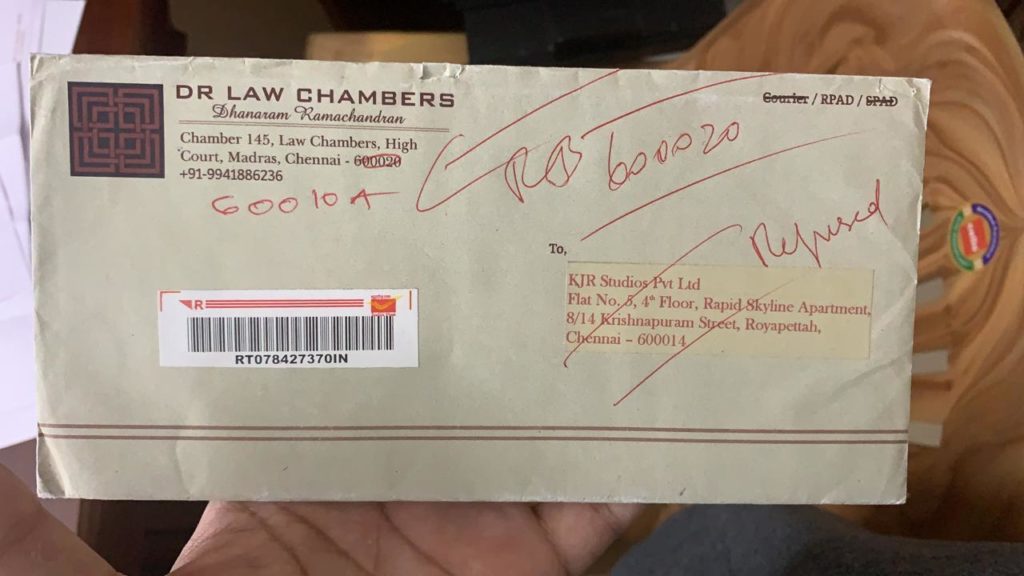 DR LAW CHAMBERS
Dhanaram Ramachandran
Chamber 145, Law Chambers, High
Court, Madras, Chennai - 600020
+91-9941886236
600104
Courier / RPAD / SPAD
600020
Refused
To,
KJR Studios Pvt Ltd
Flat No. 5, 4th Floor, Rapid Skyline Apartment,
8/14 Krishnapuram Street, Royapettah,
Chennai – 600014
R
RT078427370IN